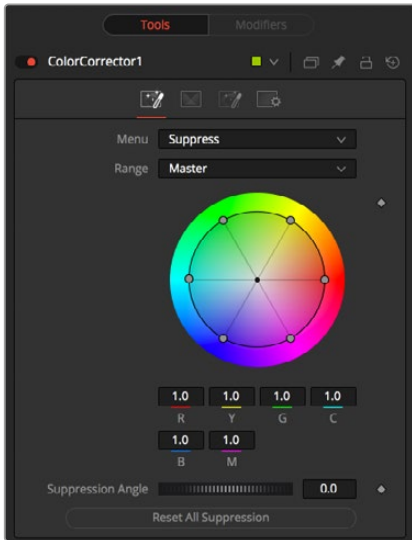 Tools Modifiers
ColorCorrector1
Menu Suppress
Range Master
1.0 1.0 1.0 1.0
R Y G C
1.0 1.0
B M
Suppression Angle 0.0
Reset All Suppression